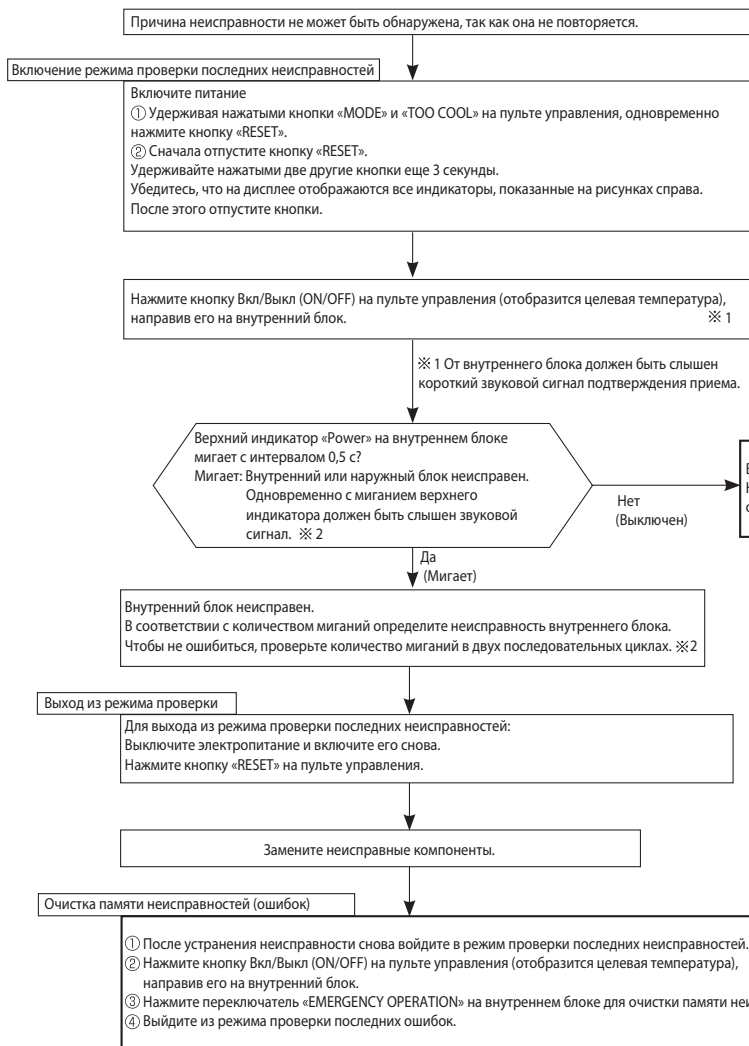 Причина неисправности не может быть обнаружена, так как она не повторяется.
Включение режима проверки последних неисправностей
Включите питание
① Удерживая нажатыми кнопки «MODE» и «TOO COOL» на пульте управления, одновременно
нажмите кнопку «RESET».
② Сначала отпустите кнопку «RESET».
Удерживайте нажатыми две другие кнопки еще 3 секунды.
Убедитесь, что на дисплее отображаются все индикаторы, показанные на рисунках справа.
После этого отпустите кнопки.
Нажмите кнопку Вкл/Выкл (ON/OFF) на пульте управления (отобразится целевая температура),
направив его на внутренний блок. ※ 1
※ 1 От внутреннего блока должен быть слышен
короткий звуковой сигнал подтверждения приема.
Верхний индикатор «Power» на внутреннем блоке
мигает с интервалом 0,5 с?
Мигает: Внутренний или наружный блок неисправен.
Одновременно с миганием верхнего
индикатора должен быть слышен звуковой
сигнал. ※ 2
Нет
(Выключен)
Да
(Мигает)
Внутренний блок неисправен.
В соответствии с количеством миганий определите неисправность внутреннего блока.
Чтобы не ошибиться, проверьте количество миганий в двух последовательных циклах. ※2
Выход из режима проверки
Для выхода из режима проверки последних неисправностей:
Выключите электропитание и включите его снова.
Нажмите кнопку «RESET» на пульте управления.
Замените неисправные компоненты.
Очистка памяти неисправностей (ошибок)
① После устранения неисправности снова войдите в режим проверки последних неисправностей.
② Нажмите кнопку Вкл/Выкл (ON/OFF) на пульте управления (отобразится целевая температура),
направив его на внутренний блок.
③ Нажмите переключатель «EMERGENCY OPERATION» на внутреннем блоке для очистки памяти
④ Выйдите из режима проверки последних ошибок.